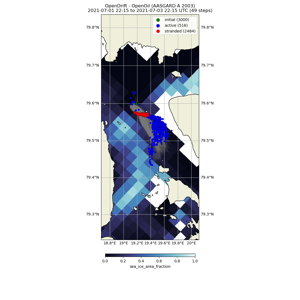 OpenDrift - OpenOil (AASGARD A 2003)
2021-07-01 22:15 to 2021-07-03 22:15 UTC (49 steps)
initial (3000)
active (516)
stranded (2484)
79.8°N 79.8°N
79.7°N 79.7°N
79.6°N 79.6°N
79.5°N 79.5°N
79.4°N 79.4°N
79.3°N 79.3°N
18.8°E 19°E 19.2°E 19.4°E 19.6°E 19.8°E 20°E
0.0 0.2 0.4 0.6 0.8 1.0
sea_ice_area_fraction